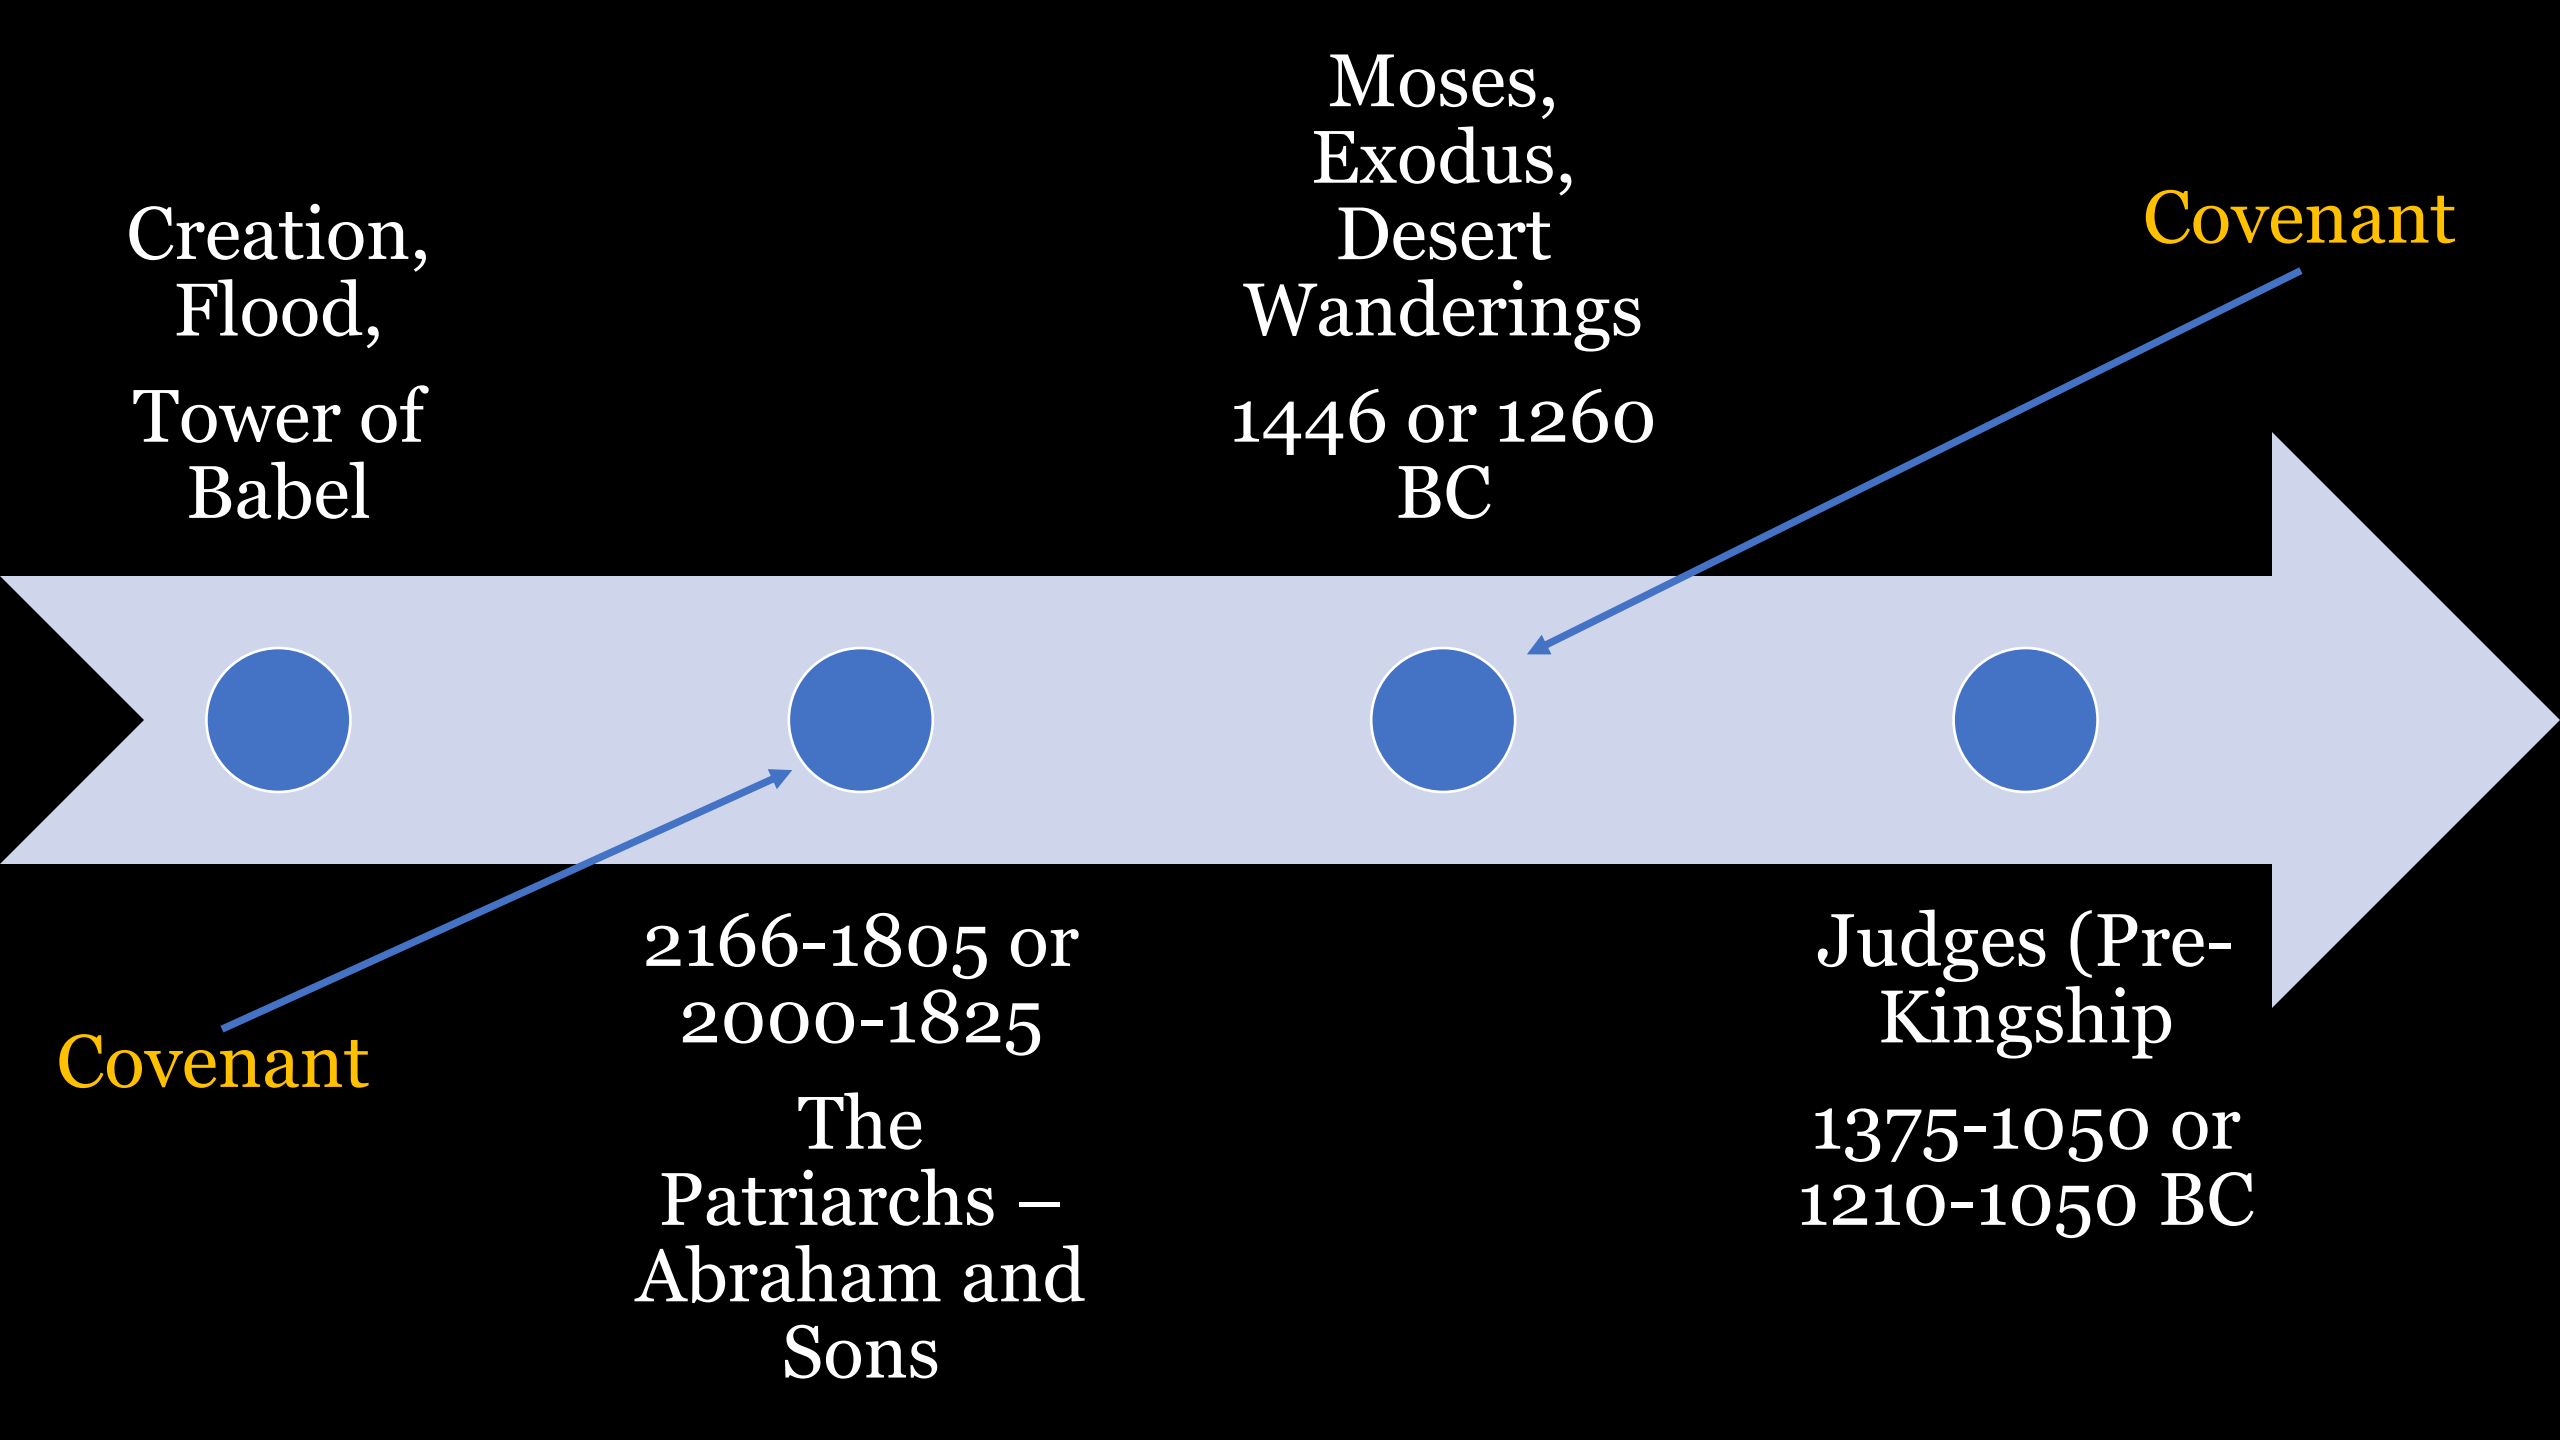 Creation,
Flood,
Tower of
Babel
Moses,
Exodus,
Desert
Wanderings
1446 or 1260
BC
Covenant
Covenant
2166-1805 or
2000-1825
The
Patriarchs –
Abraham and
Sons
Judges (Pre-
Kingship
1375-1050 or
1210-1050 BC